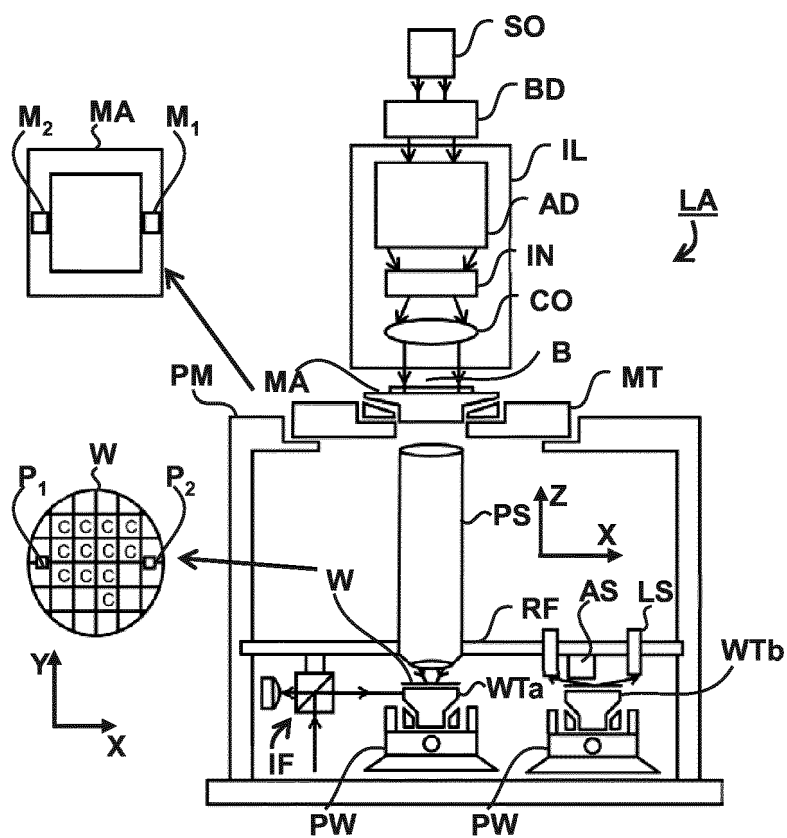 SO
BD
M2 MA M1
IL
LA
AD
IN
CO
B
PM MA MT
W
P1 P2
C C C C
C C C C
C C C
C
PS
Z
X
W
RF AS LS
Y
X
W
WTa
WTb
IF
PW PW